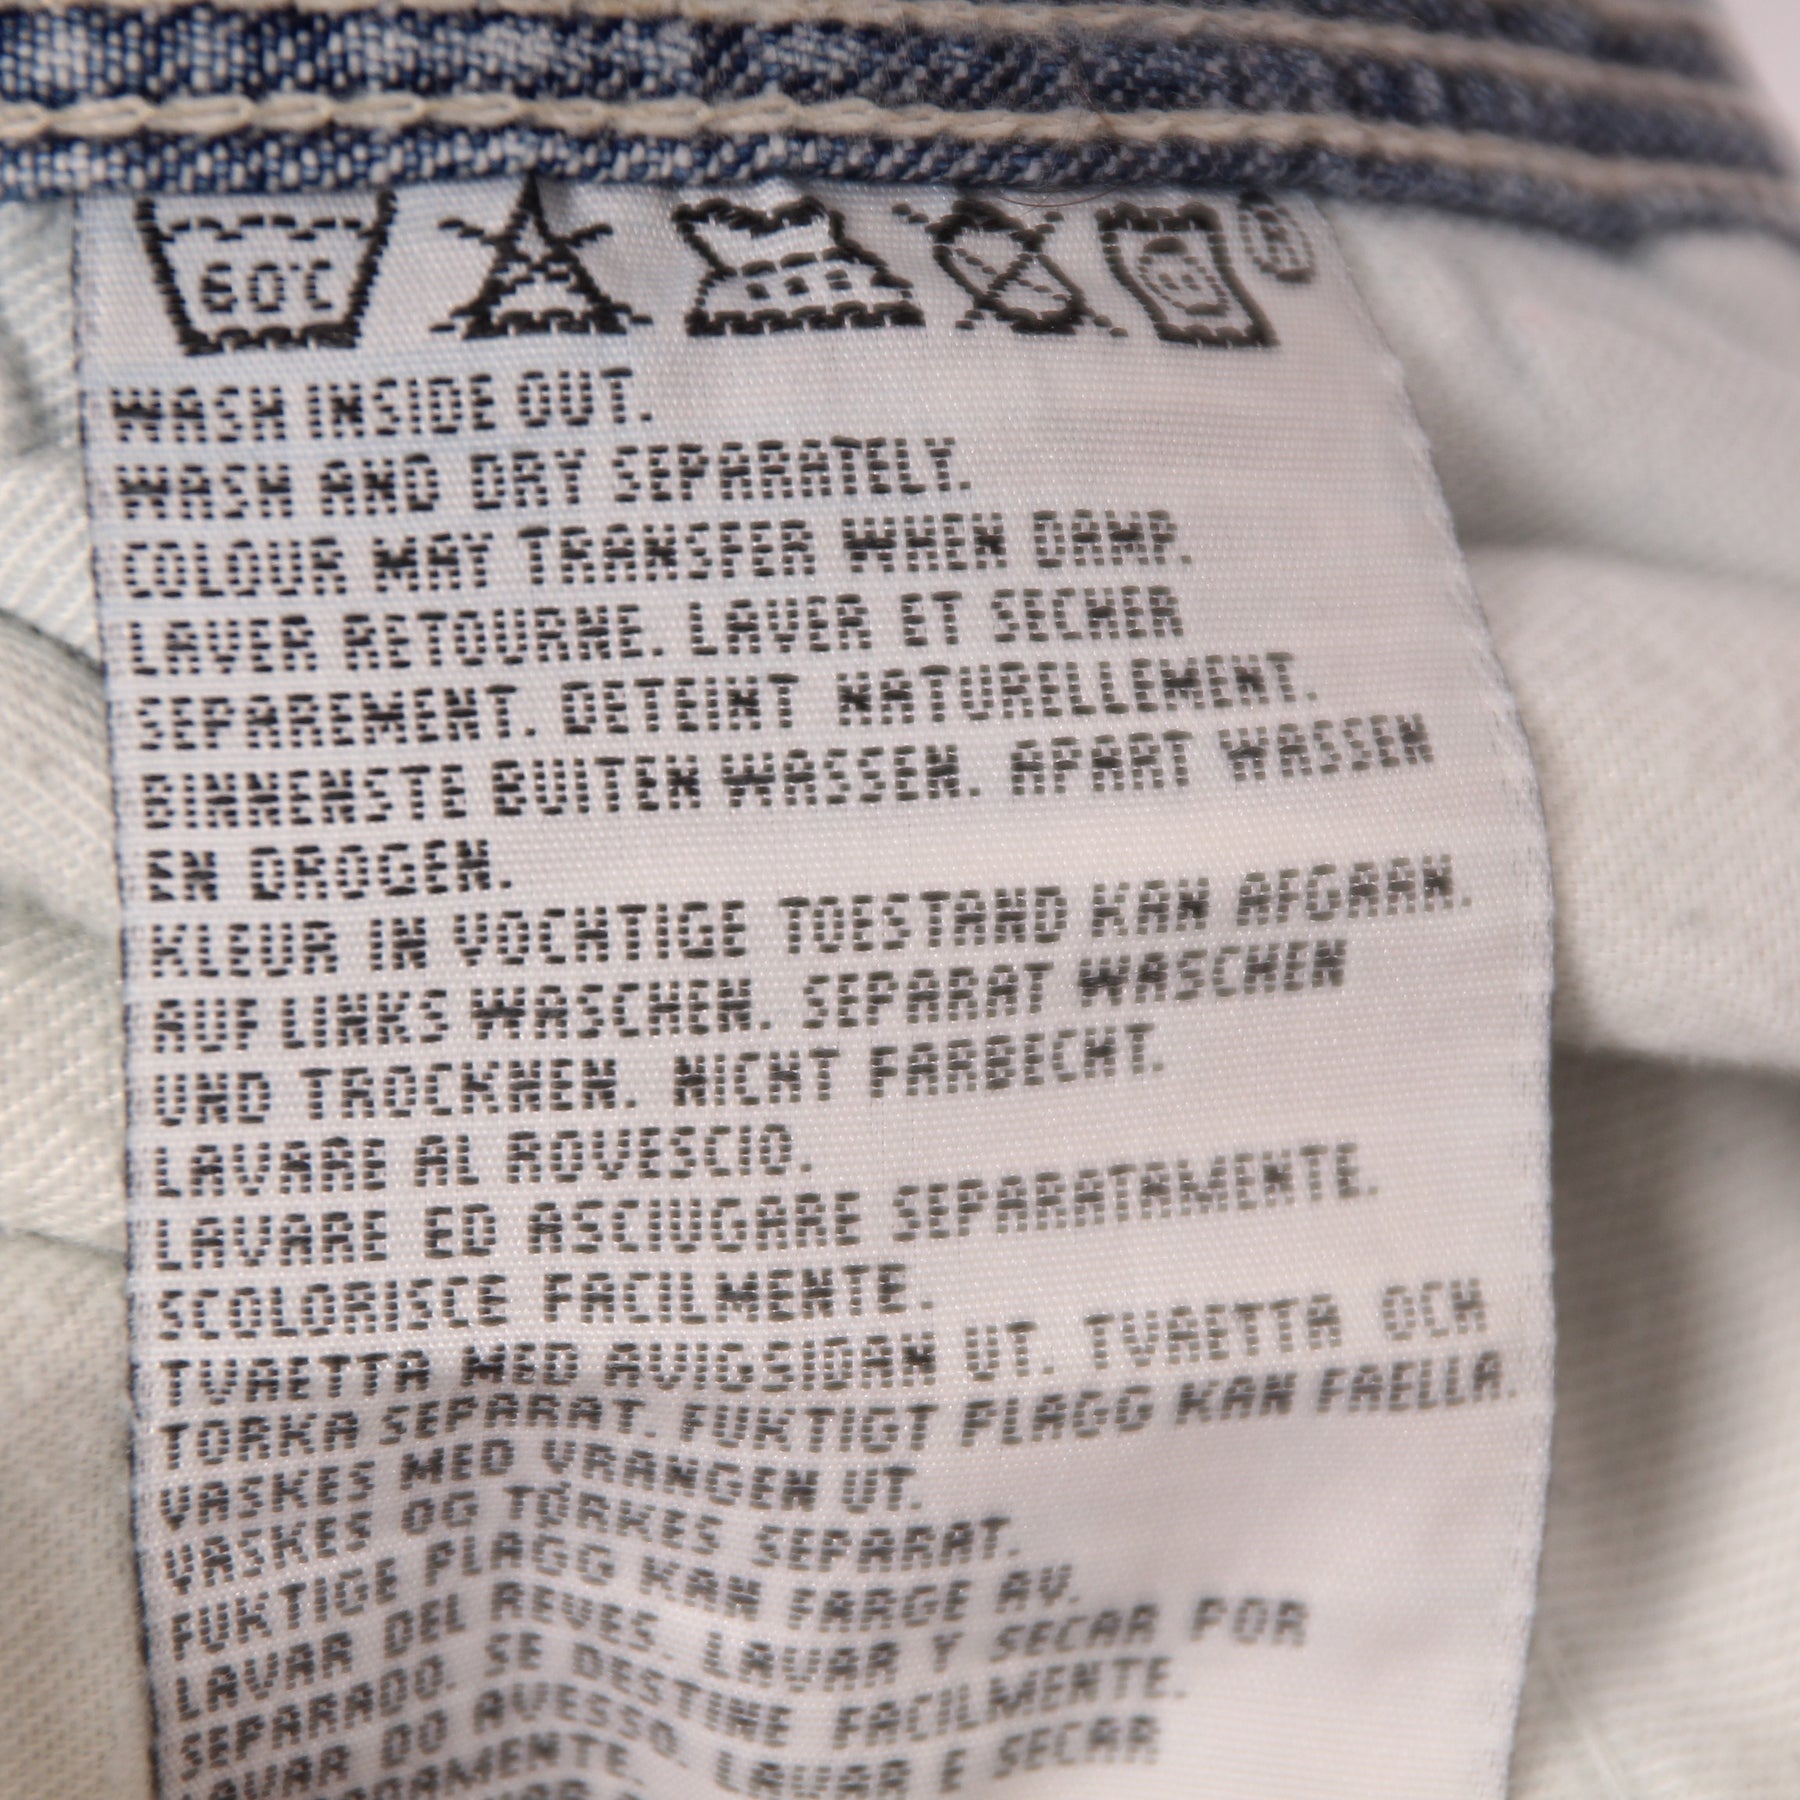 60°C
®
WASH INSIDE OUT.
WASH AND DRY SEPARATELY.
COLOUR MAY TRANSFER WHEN DAMP.
LAVER RETOURNE. LAVER ET SECHER
SEPAREMENT. DETEINT NATURELLEMENT.
BINNENSTE BUITEN WASSEN. APART WASSEN
EN DROGEN.
KLEUR IN VOCHTIGE TOESTAND KAN AFGAAN.
AUF LINKS WASCHEN. SEPARAT WASCHEN
UND TROCKNEN. NICHT FARBECHT.
LAVARE AL ROVESCIO.
LAVARE ED ASCIUGARE SEPARATAMENTE.
SCOLORISCE FACILMENTE.
TVAETTA MED AVIGSIDAN UT. TVAETTA OCH
TORKA SEPARAT. FUKTIGT PLAGG KAN FAELLA.
VASKES MED VRANGEN UT.
VASKES OG TÓRKES SEPARAT.
FUKTIGE PLAGG KAN FARGE AV.
LAVAR DEL REVES. LAVAR Y SECAR POR
SEPARADO. SE DESTINE FACILMENTE.
LAVAR DO AVESSO. LAVAR E SECAR